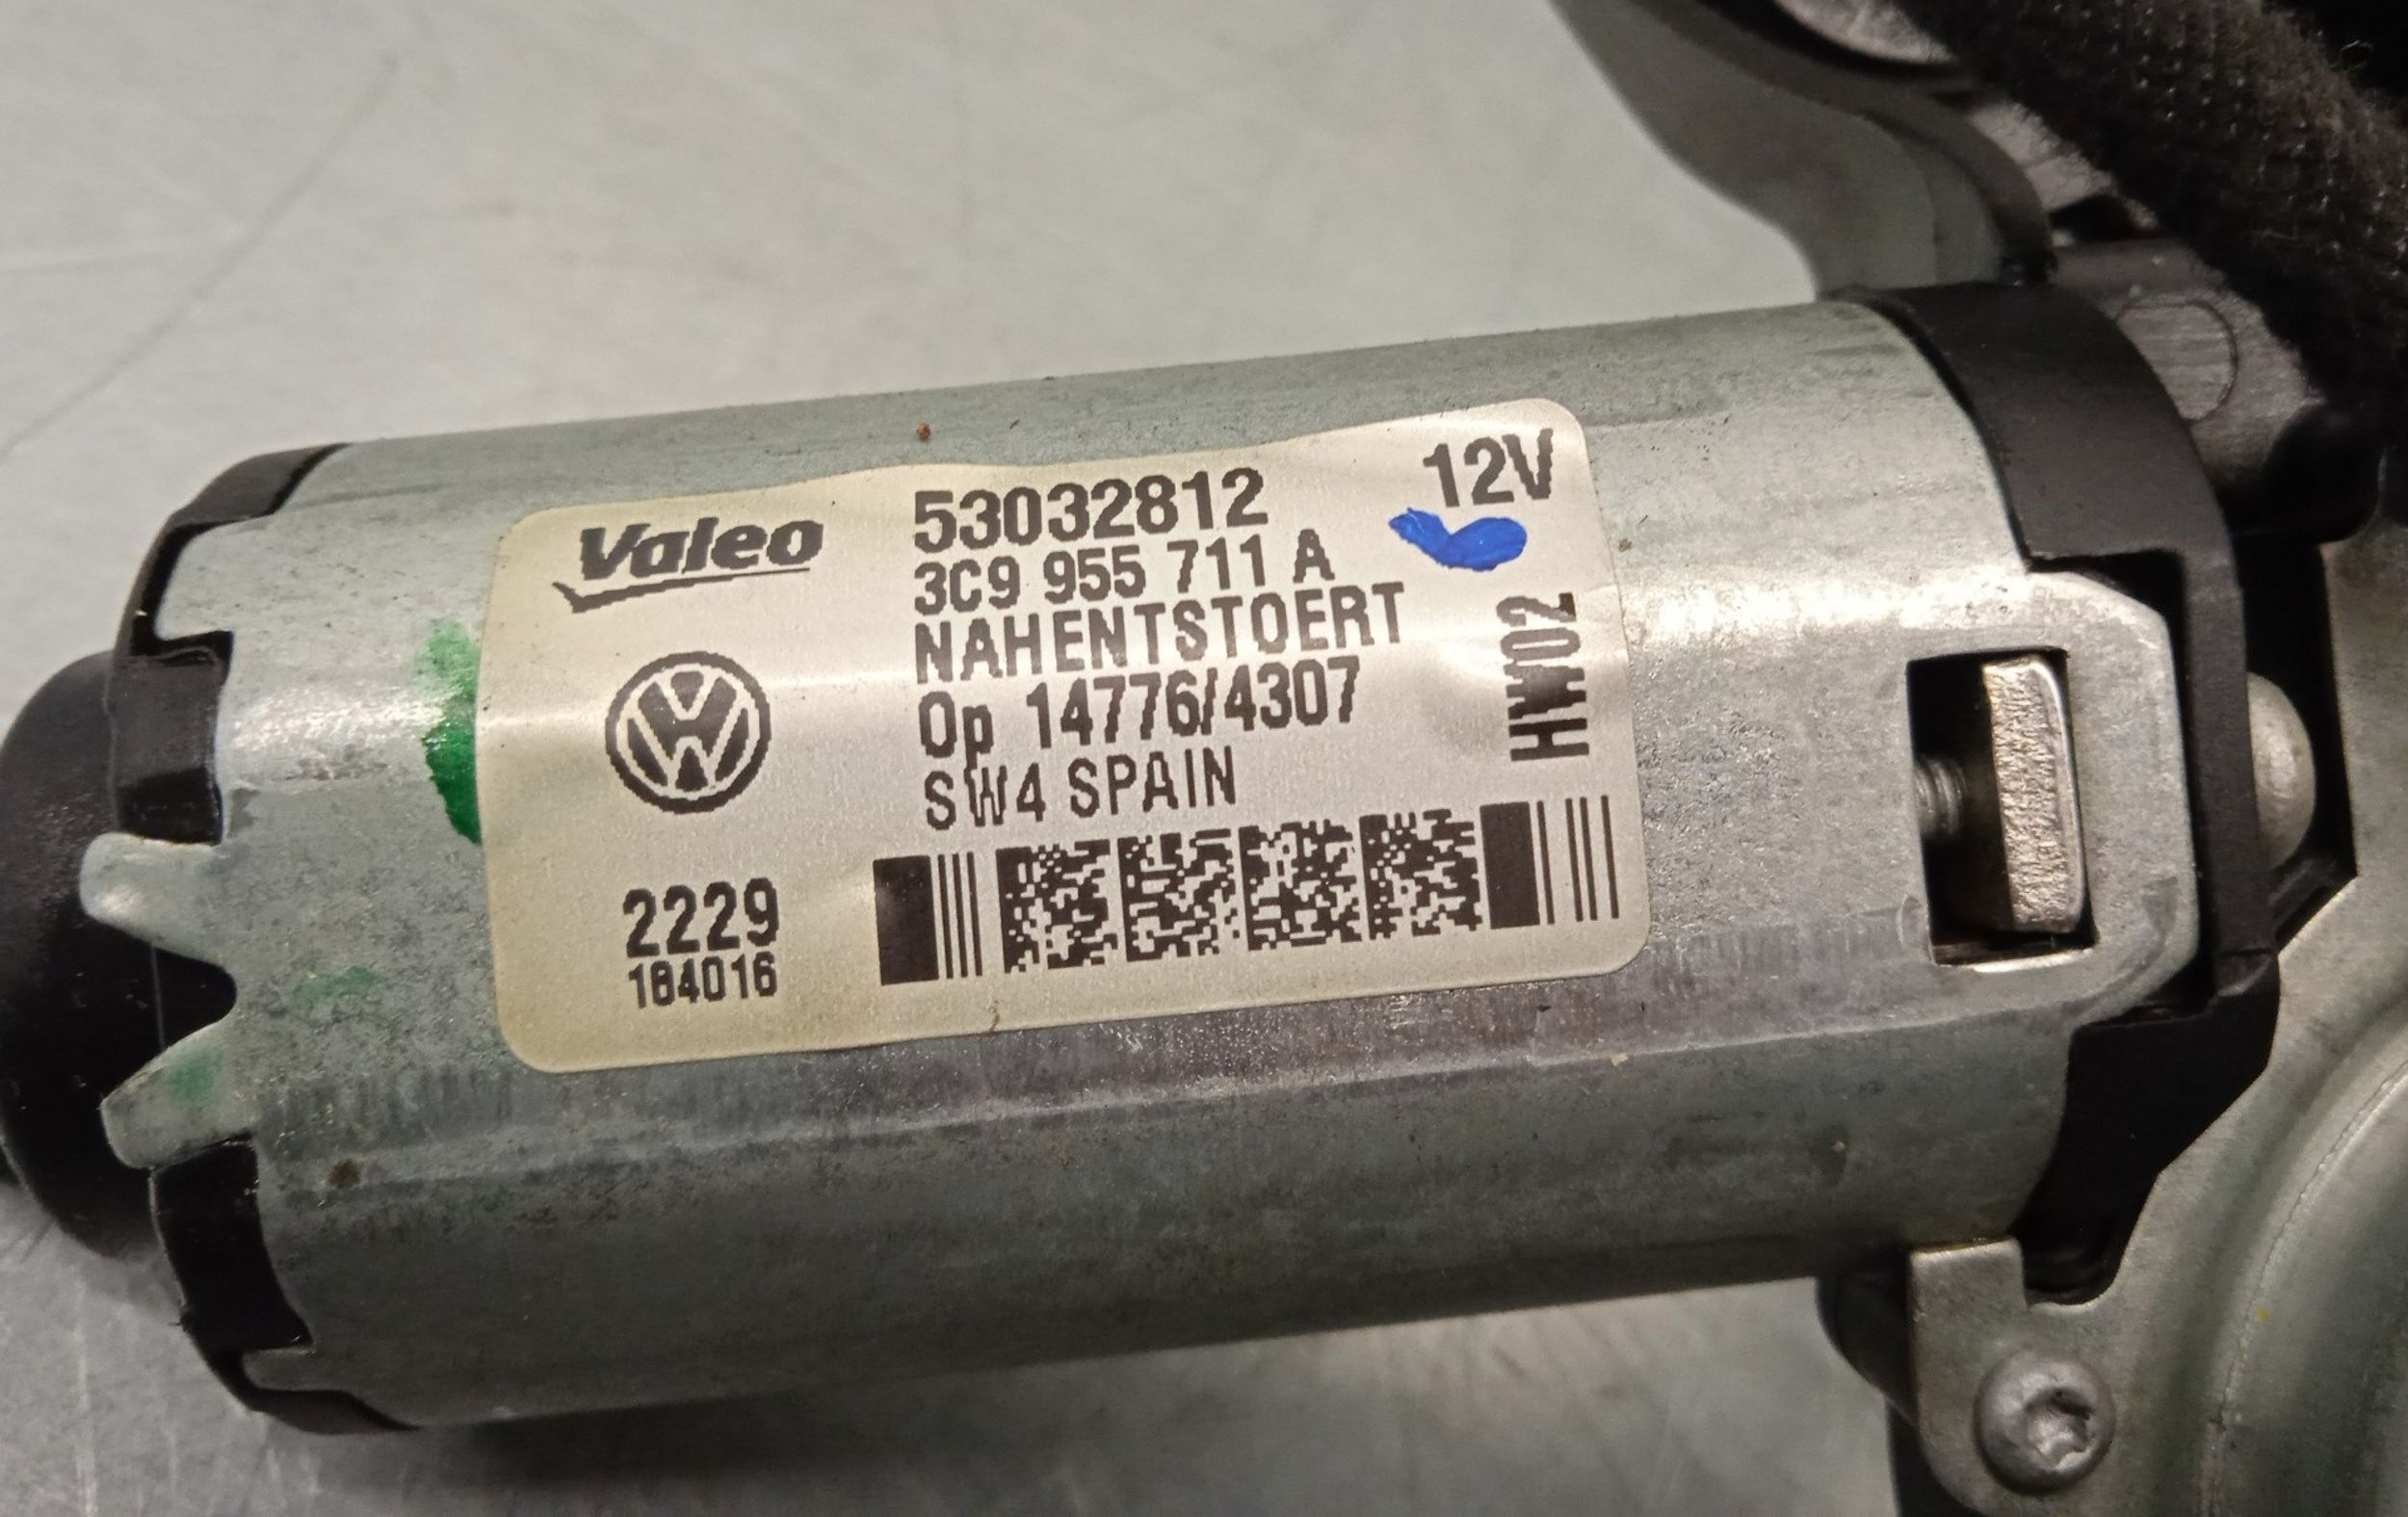 Valeo
53032812
12V
3C9 955 711 A
NAHENTSTOERT
Op 14776/4307
SW4 SPAIN
HW02
2229
184016